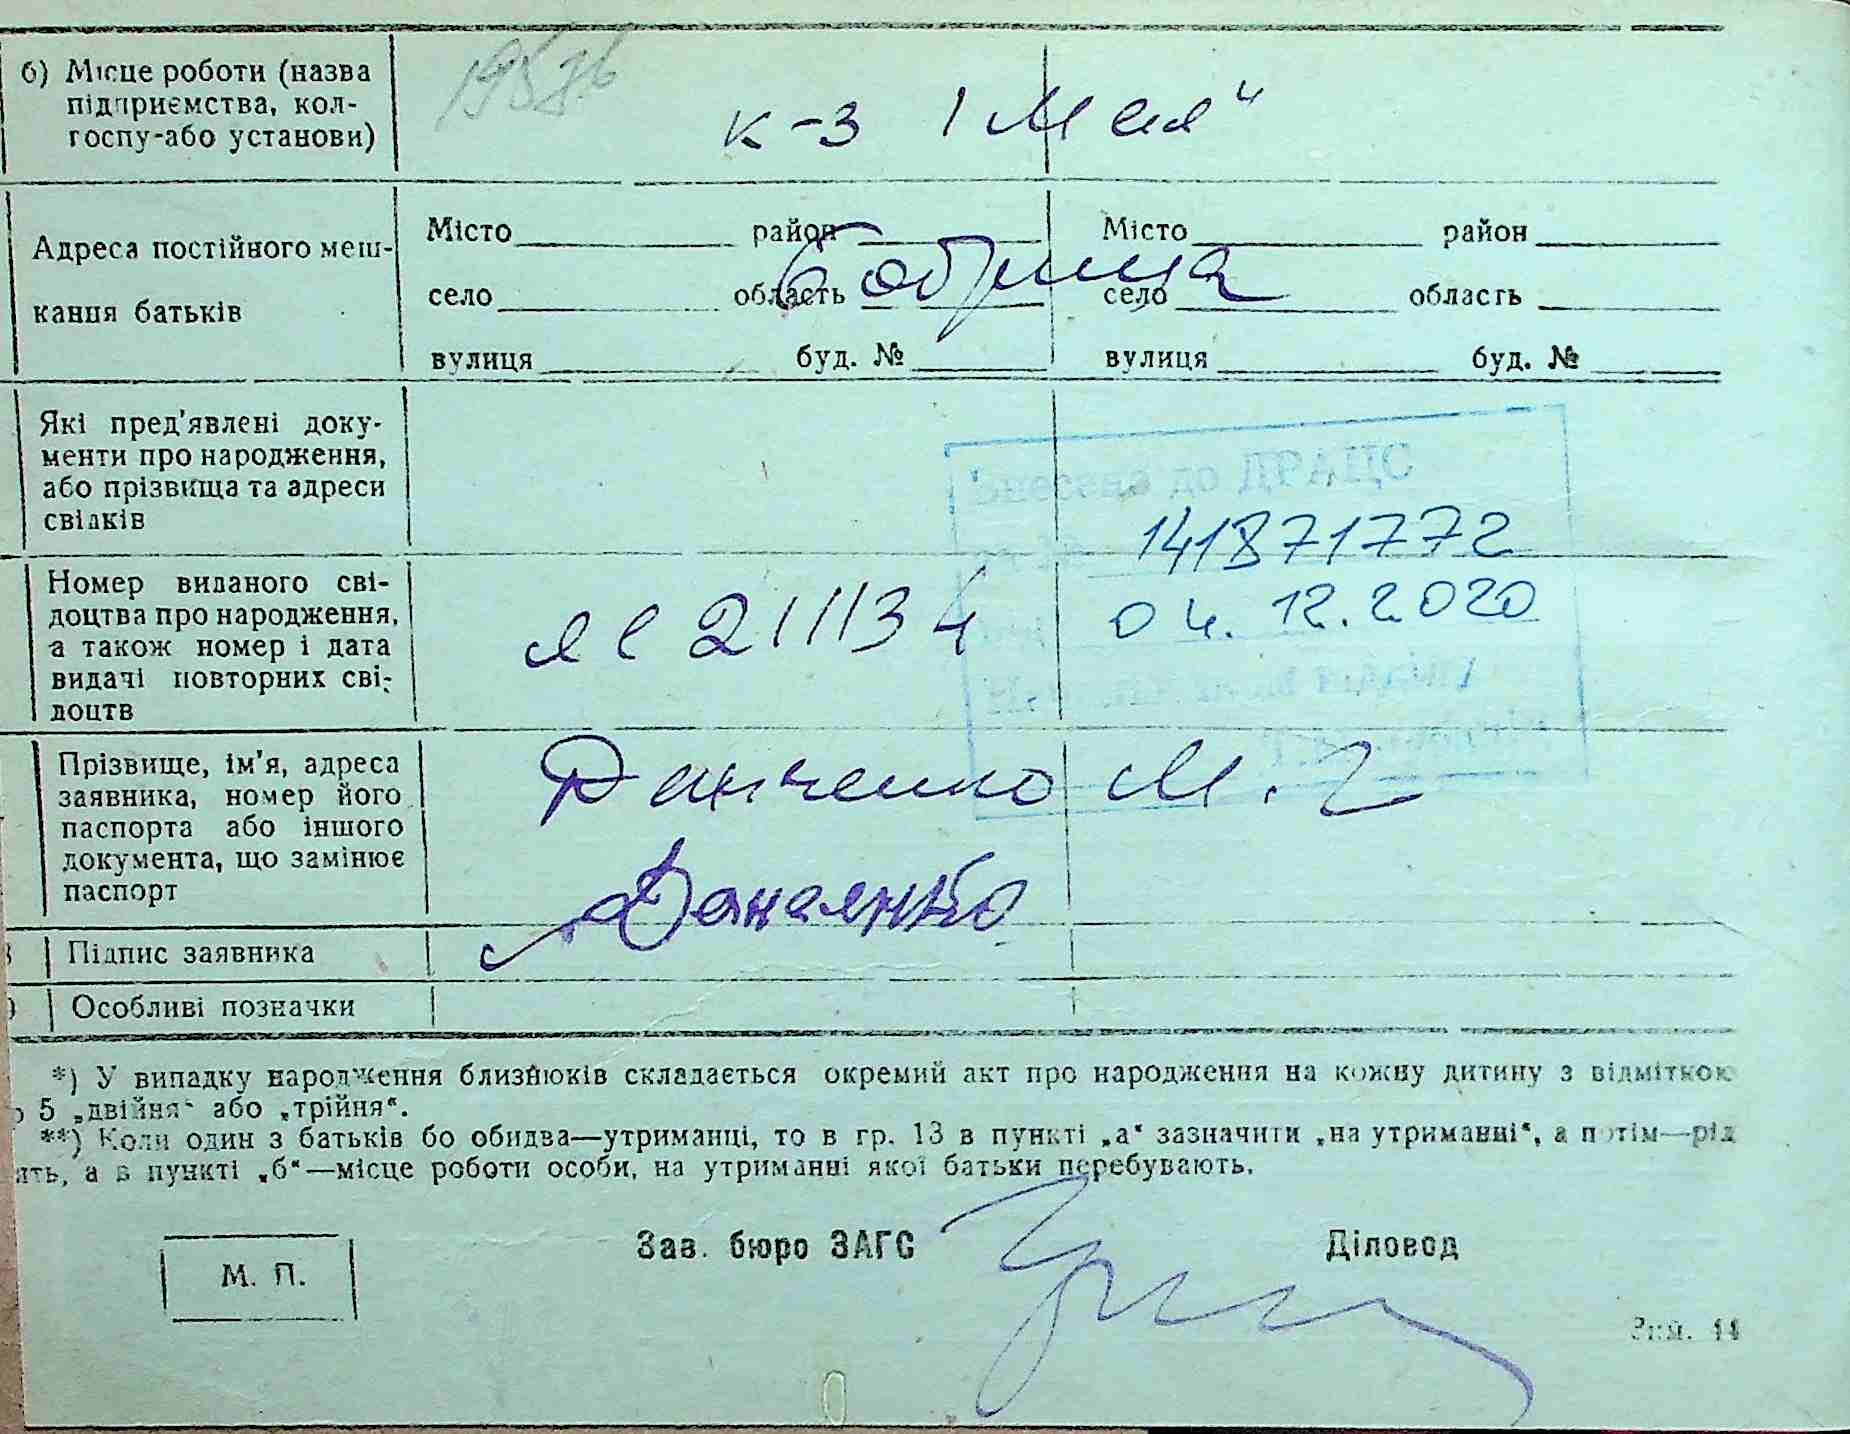 б) Місце роботи (назва
підприємства, кол-
госпу-або установи)
к-з 1 Мая“
Адреса постійного меш-
кання батьків
Місто район Місто район
Бобриця
село область село область
вулиця буд. № вулиця буд. №
Які пред'явлені доку-
менти про народження,
або прізвища та адреси
свідків
Внесено до ДРАЦС
141871772
04.12.2020
Номер виданого сві-
доцтва про народження,
а також номер і дата
видачі повторних сві-
доцтв
211134
Прізвище, ім'я, адреса
заявника, номер його
паспорта або іншого
документа, що замінює
паспорт
Данченко М. Г
Підпис заявника
Особливі позначки
*) У випадку народження близнюків складається окремий акт про народження на кожну дитину з відміткою
5 „двійня“ або „трійня“.
**) Коли один з батьків бо обидва—утриманці, то в гр. 13 в пункті „а“ зазначити „на утриманні“, а потім—рід
ять, а в пункті „б“—місце роботи особи, на утриманні якої батьки перебувають.
Зав. бюро ЗАГС Діловод
М. П.